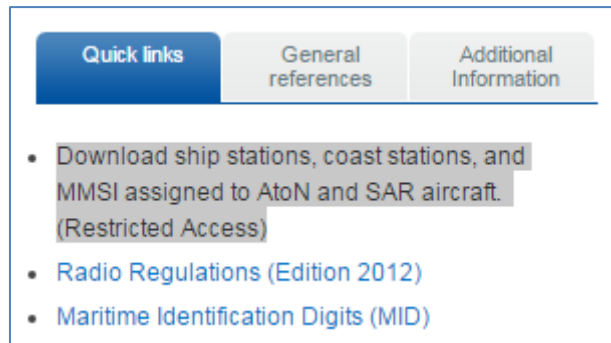 Quick links
General
references
Additional
Information
Download ship stations, coast stations, and
MMSI assigned to AtoN and SAR aircraft.
(Restricted Access)
Radio Regulations (Edition 2012)
Maritime Identification Digits (MID)